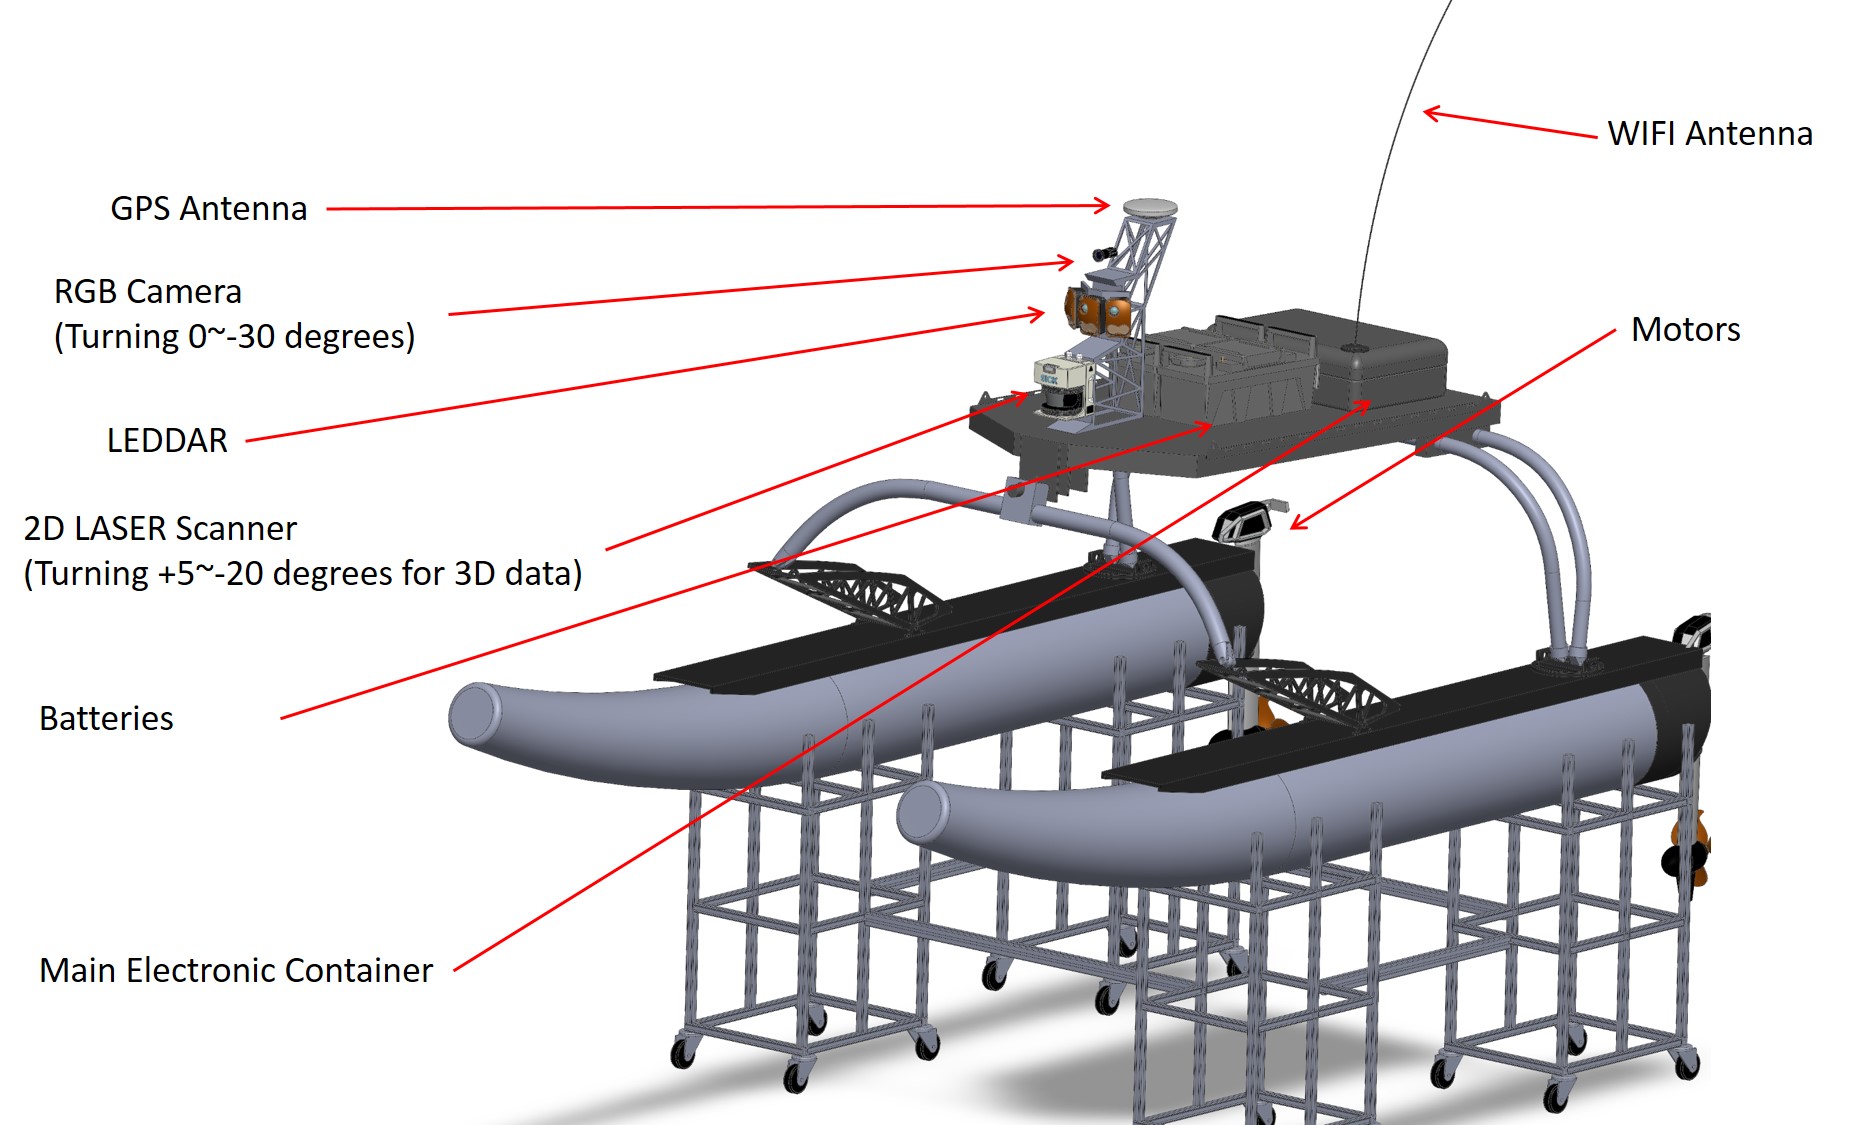 WIFI Antenna
GPS Antenna
RGB Camera
(Turning 0~-30 degrees)
Motors
SICK
LEDDAR
2D LASER Scanner
(Turning +5~-20 degrees for 3D data)
Batteries
Main Electronic Container